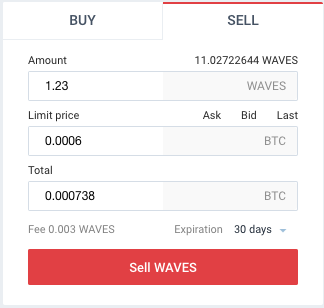 BUY SELL
Amount 11.02722644 WAVES
1.23 WAVES
Limit price Ask Bid Last
0.0006 BTC
Total
0.000738 BTC
Fee 0.003 WAVES Expiration 30 days
Sell WAVES